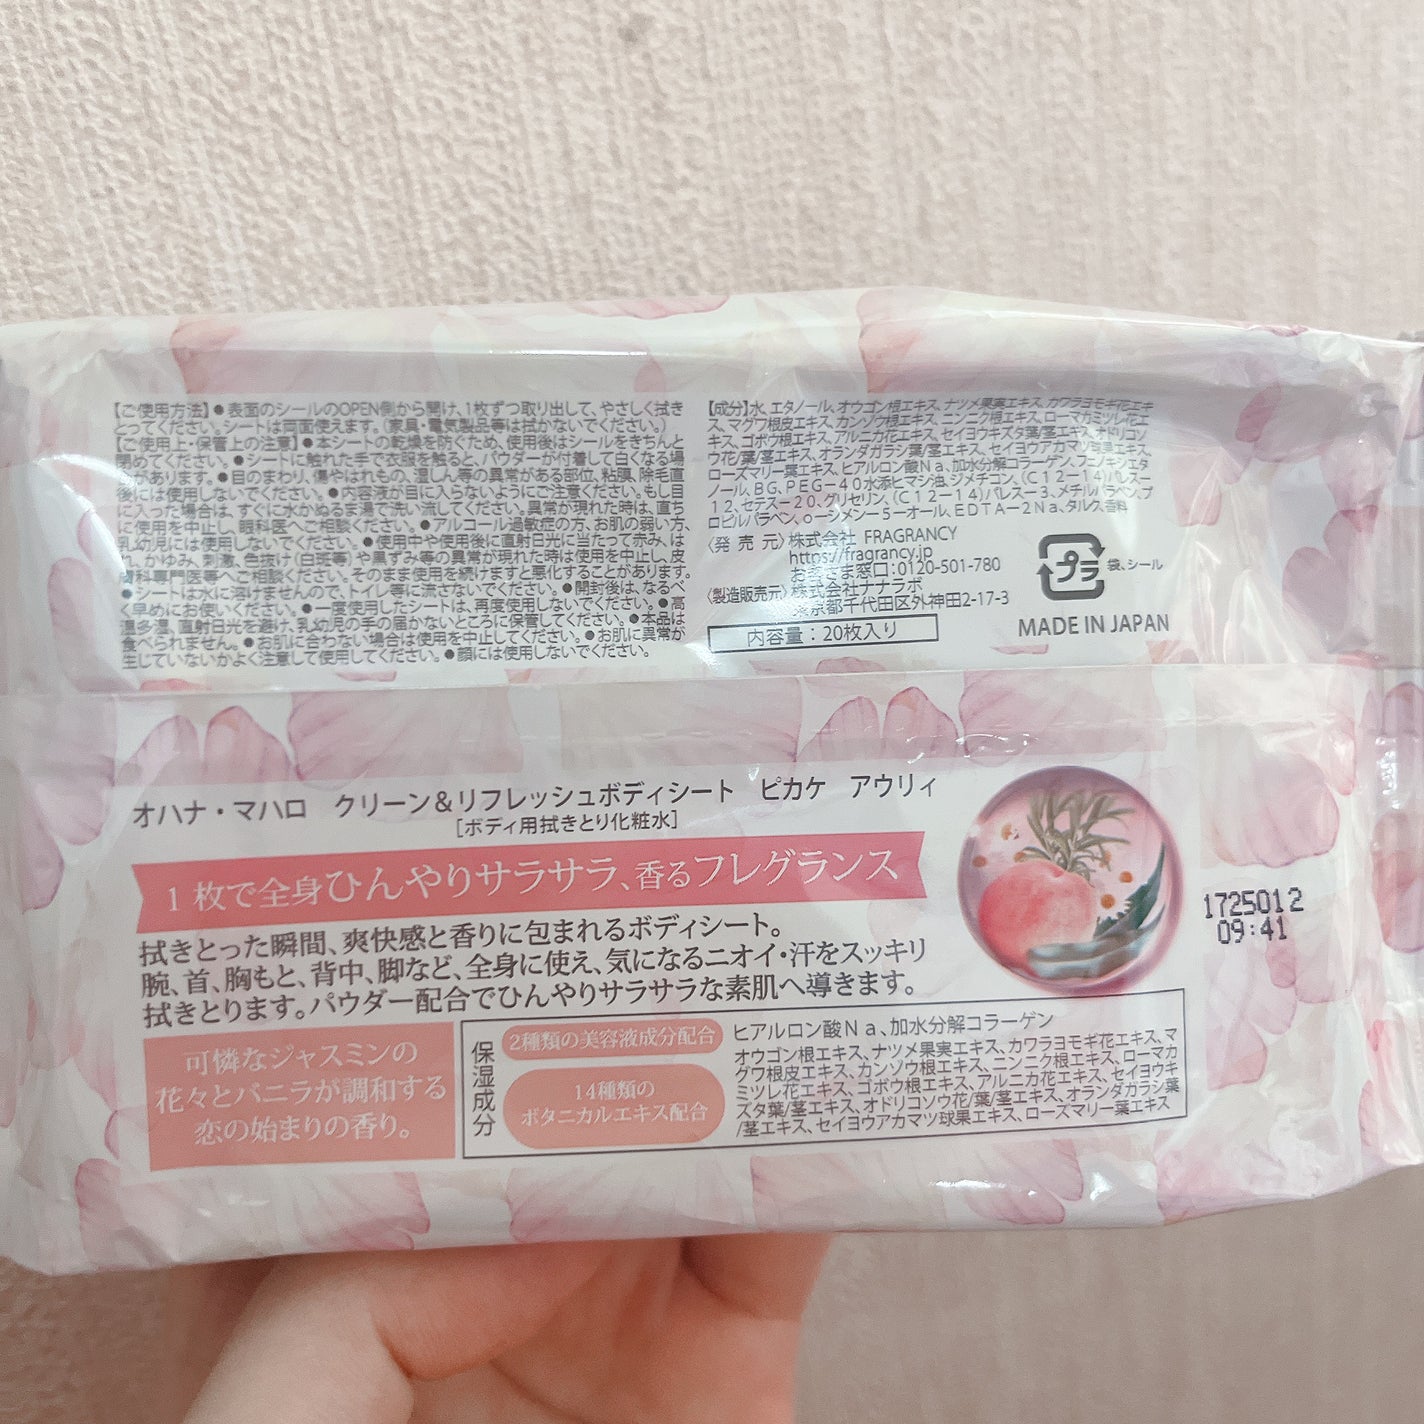 【ご使用方法】●表面のシールのOPEN側から開け、1枚ずつ取り出して、やさしく拭き
とってください。シートは両面使えます。(家具・電気製品等は拭かないでください。)
【ご使用上・保管上の注意】●本シートの乾燥を防ぐため、使用後はシールをきちんと
閉めてください。●シートに触れた手で衣服を触ると、パウダーが付着して白くなる場
があります。●目のまわり、傷やはれもの、湿しん等の異常がある部位、粘膜、除毛直
後には使用しないでください。●内容液が目に入らないようにご注意ください。もし目
に入った場合は、すぐに水かぬるま湯で洗い流してください。異常が現れた時は、直ち
に使用を中止し、眼科医へご相談ください。●アルコール過敏症の方、お肌の弱い方、
乳幼児には使用しないでください。●使用中や使用後に直射日光に当たって赤み、は
れ、かゆみ、刺激、色抜け(白斑等)や黒ずみ等の異常が現れた時は使用を中止し、皮
膚科専門医等へご相談ください。そのまま使用を続けますと悪化することがあります。
●シートは水に溶けませんので、トイレ等に流さないでください。●開封後は、なるべ
く早めにお使いください。●一度使用したシートは、再度使用しないでください。●高
温多湿、直射日光を避け、乳幼児の手の届かないところに保管してください。●本品は
食べられません。●お肌に合わない場合は使用を中止してください。●お肌に異常が
生じていないかよく注意して使用してください。●顔には使用しないでください。
【成分】水、エタノール、オウゴン根エキス、ナツメ果実エキス、カワラヨモギ花エキ
ス、マグワ根皮エキス、カンゾウ根エキス、ニンニク根エキス、ローマカミツレ花エ
キス、ゴボウ根エキス、アルニカ花エキス、セイヨウキズタ葉/茎エキス、オドリコソ
ウ花/葉/茎エキス、オランダガラシ葉/茎エキス、セイヨウアカマツ球果エキス、
ローズマリー葉エキス、ヒアルロン酸Na、加水分解コラーゲン、フェノキシエタ
ノール、BG、PEG-40水添ヒマシ油、ジメチコン、(C12-14)パレス-
12、セテス-20、グリセリン、(C12-14)パレス-3、メチルパラベン、プ
ロピルパラベン、o-シメン-5-オール、EDTA-2Na、タルク、香料
〈発 売 元〉株式会社 FRAGRANCY
https://fragrancy.jp
お客さま窓口:0120-501-780
〈製造販売元〉株式会社ナナラボ
東京都千代田区外神田2-17-3
内容量:20枚入り
プラ 袋、シール
MADE IN JAPAN
オハナ・マハロ クリーン&リフレッシュボディシート ピカケ アウリィ
[ボディ用拭きとり化粧水]
1枚で全身ひんやりサラサラ、香るフレグランス
拭きとった瞬間、爽快感と香りに包まれるボディシート。
腕、首、胸もと、背中、脚など、全身に使え、気になるニオイ・汗をスッキリ
拭きとります。パウダー配合でひんやりサラサラな素肌へ導きます。
1725012
09:41
可憐なジャスミンの
花々とバニラが調和する
恋の始まりの香り。
保湿成分
2種類の美容液成分配合
ヒアルロン酸Na、加水分解コラーゲン
14種類の
ボタニカルエキス配合
オウゴン根エキス、ナツメ果実エキス、カワラヨモギ花エキス、マ
グワ根皮エキス、カンゾウ根エキス、ニンニク根エキス、ローマカ
ミツレ花エキス、ゴボウ根エキス、アルニカ花エキス、セイヨウキ
ズタ葉/茎エキス、オドリコソウ花/葉/茎エキス、オランダガラシ葉
/茎エキス、セイヨウアカマツ球果エキス、ローズマリー葉エキス